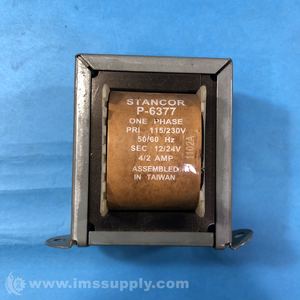 STANCOR
P-6377
ONE PHASE
PRI 115/230V
50/60 Hz
SEC 12/24V
4/2 AMP
ASSEMBLED
IN TAIWAN
1102A
© www.imssupply.com